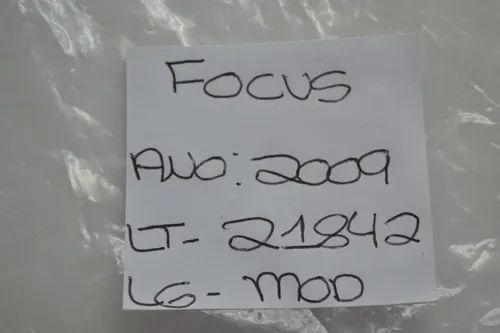 FOCUS
ANO: 2009
LT- 21842
LG- MOD